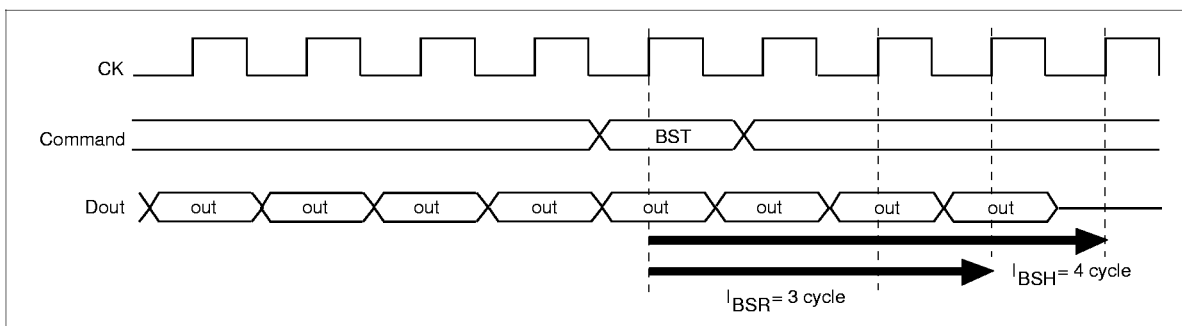 CK
Command
BST
Dout
out out out out out out out out
lBSH= 4 cycle
lBSR= 3 cycle